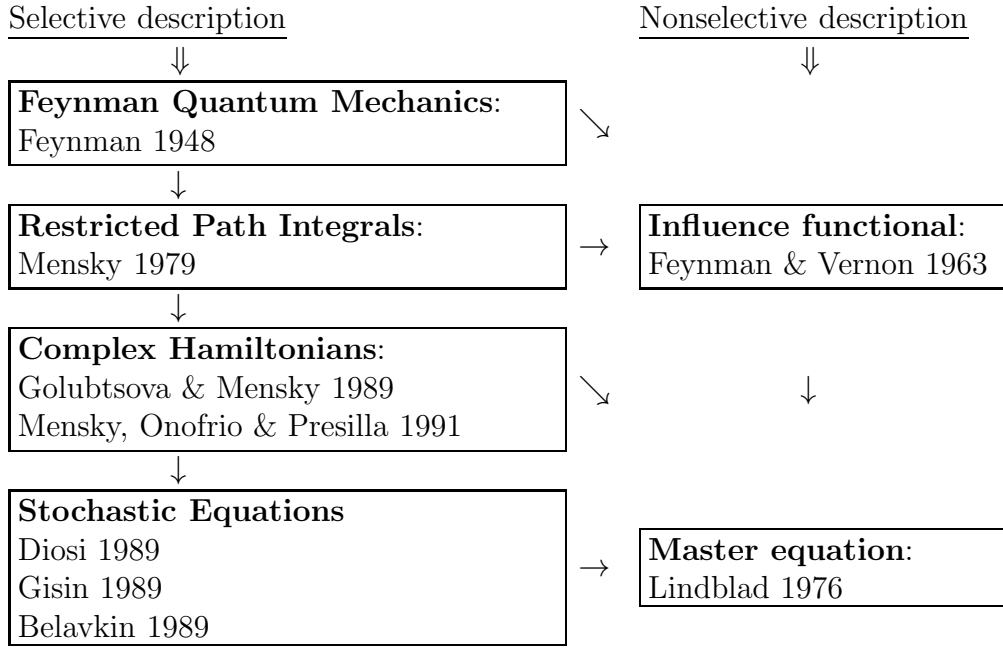 Selective description
Nonselective description
⇓
⇓
Feynman Quantum Mechanics:
Feynman 1948
↘
↓
Restricted Path Integrals:
Mensky 1979
→
Influence functional:
Feynman & Vernon 1963
↓
Complex Hamiltonians:
Golubtsova & Mensky 1989
Mensky, Onofrio & Presilla 1991
↘
↓
↓
Stochastic Equations
Diosi 1989
Gisin 1989
Belavkin 1989
→
Master equation:
Lindblad 1976